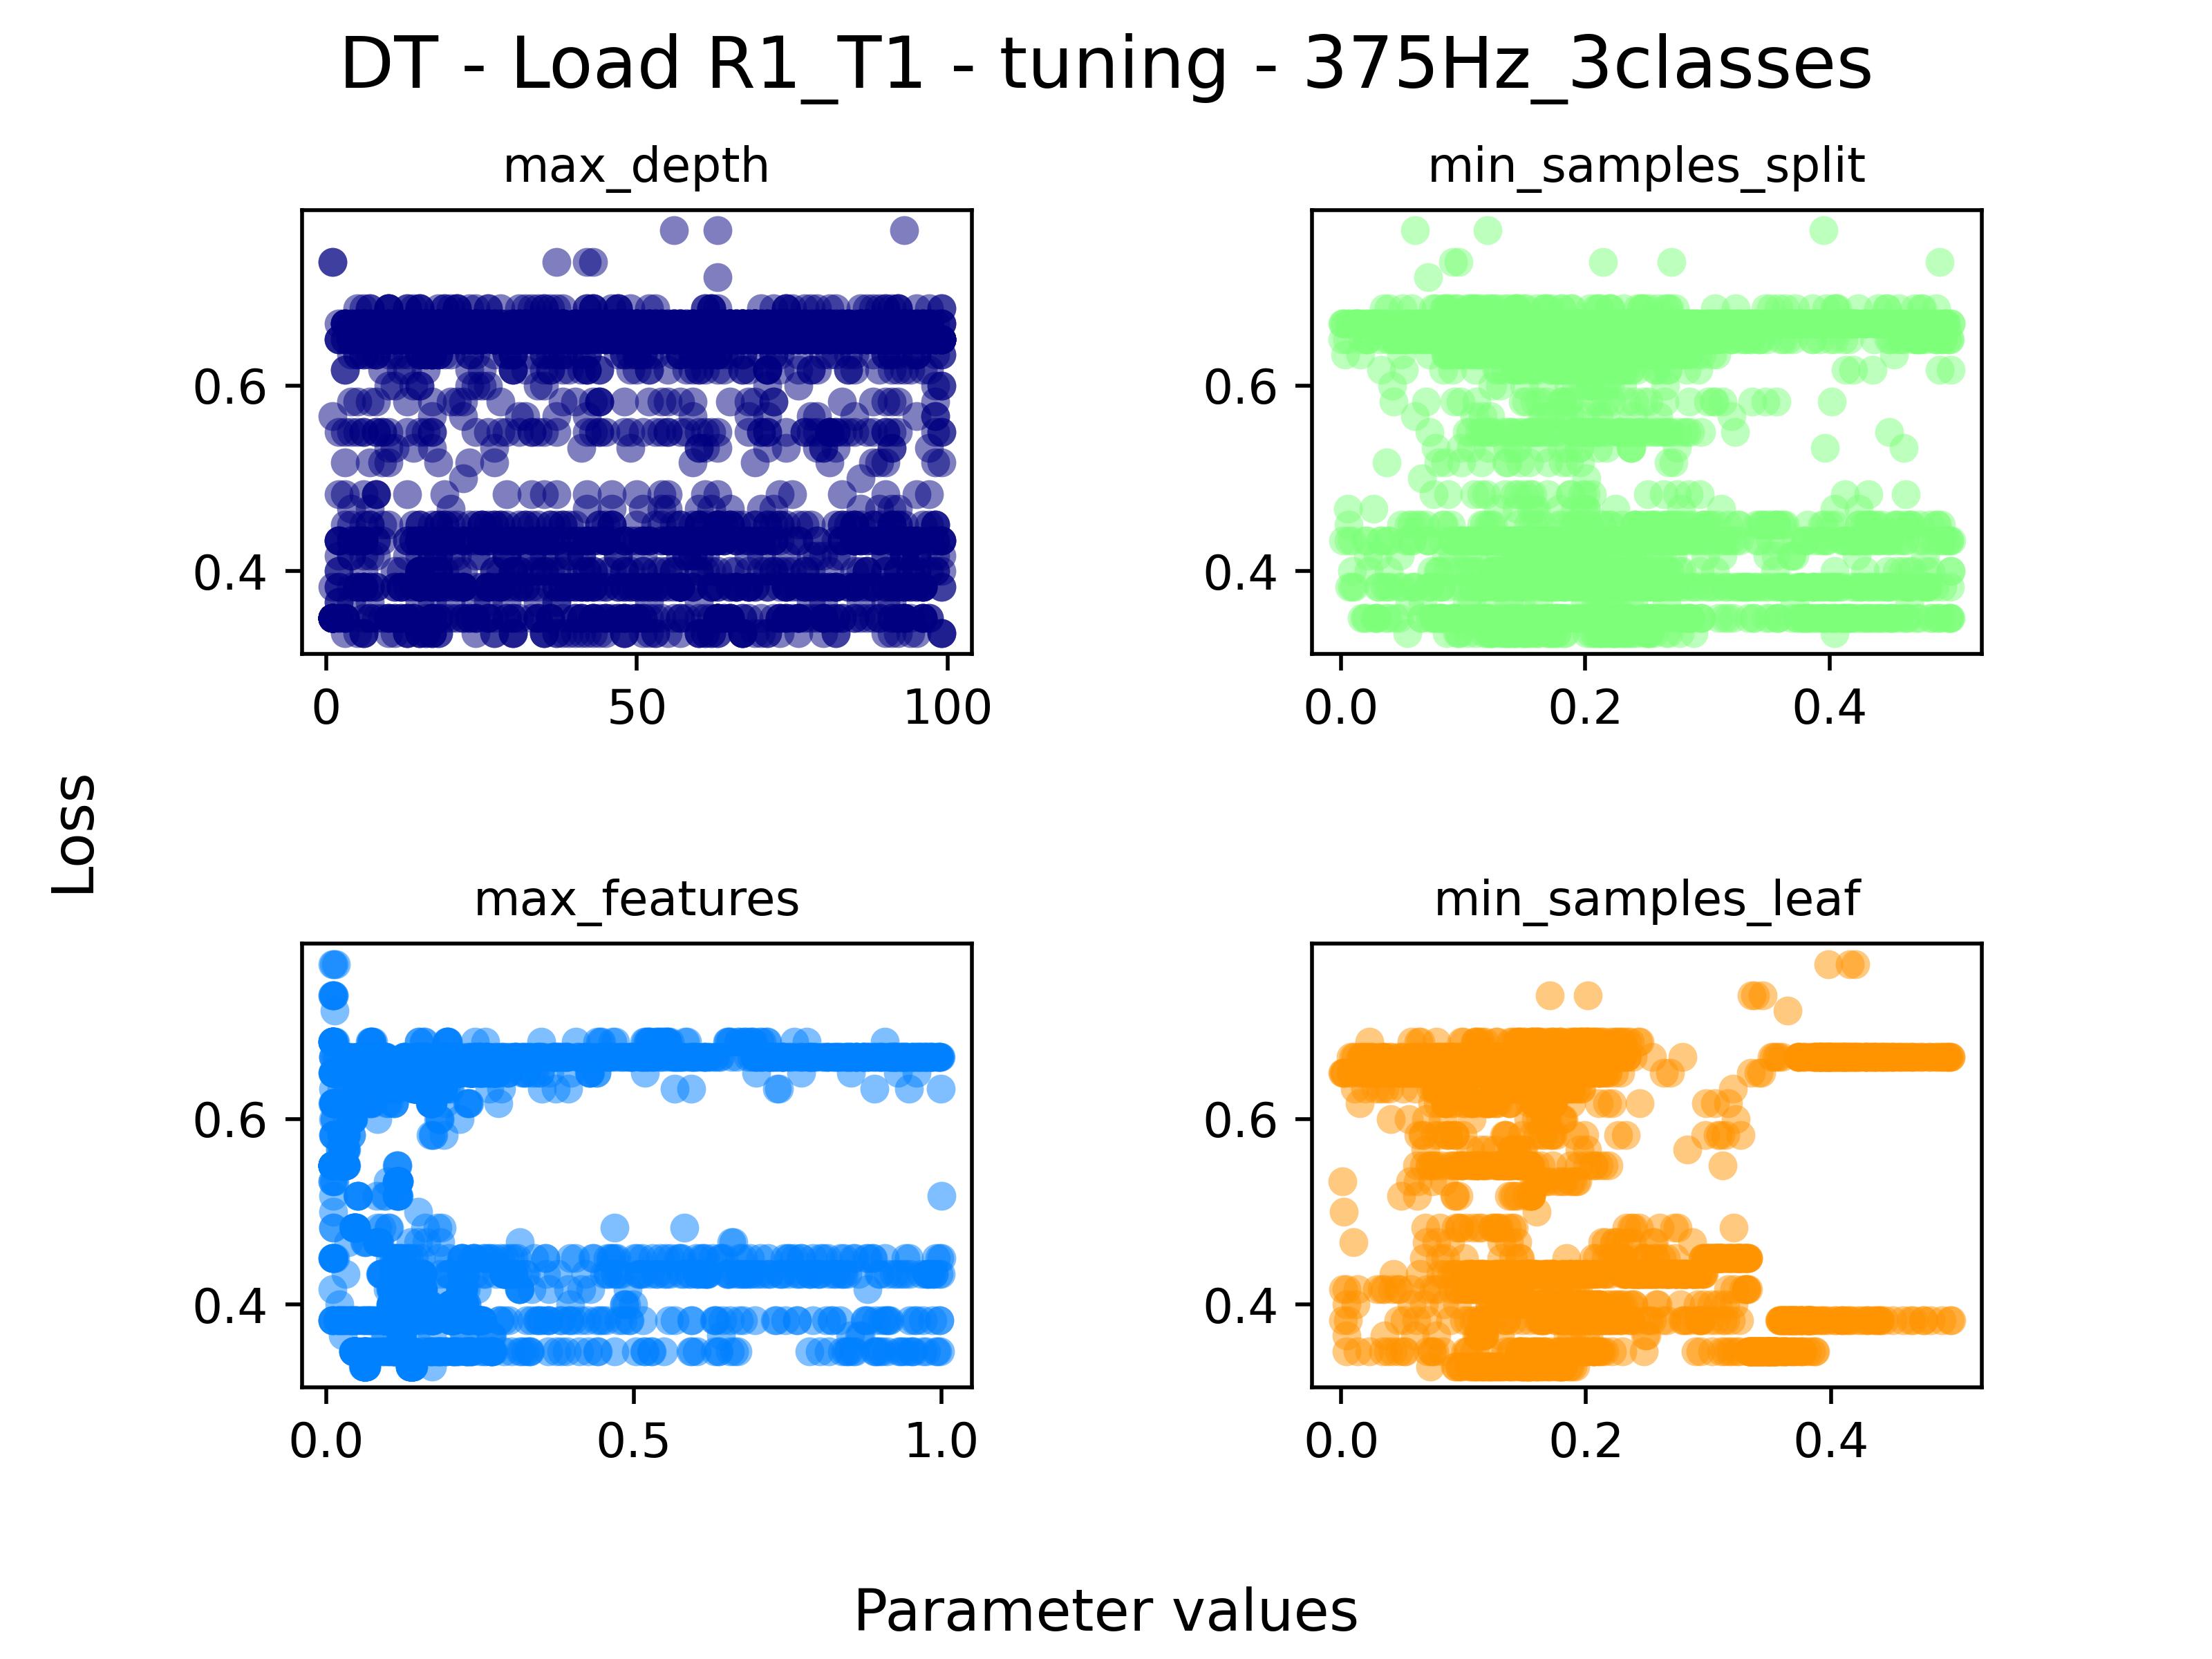 DT - Load R1_T1 - tuning - 375Hz_3classes
max_depth
min_samples_split
0.6
0.4
0
50
100
0.6
0.4
0.0
0.2
0.4
Loss
max_features
min_samples_leaf
0.6
0.4
0.0
0.5
1.0
0.6
0.4
0.0
0.2
0.4
Parameter values